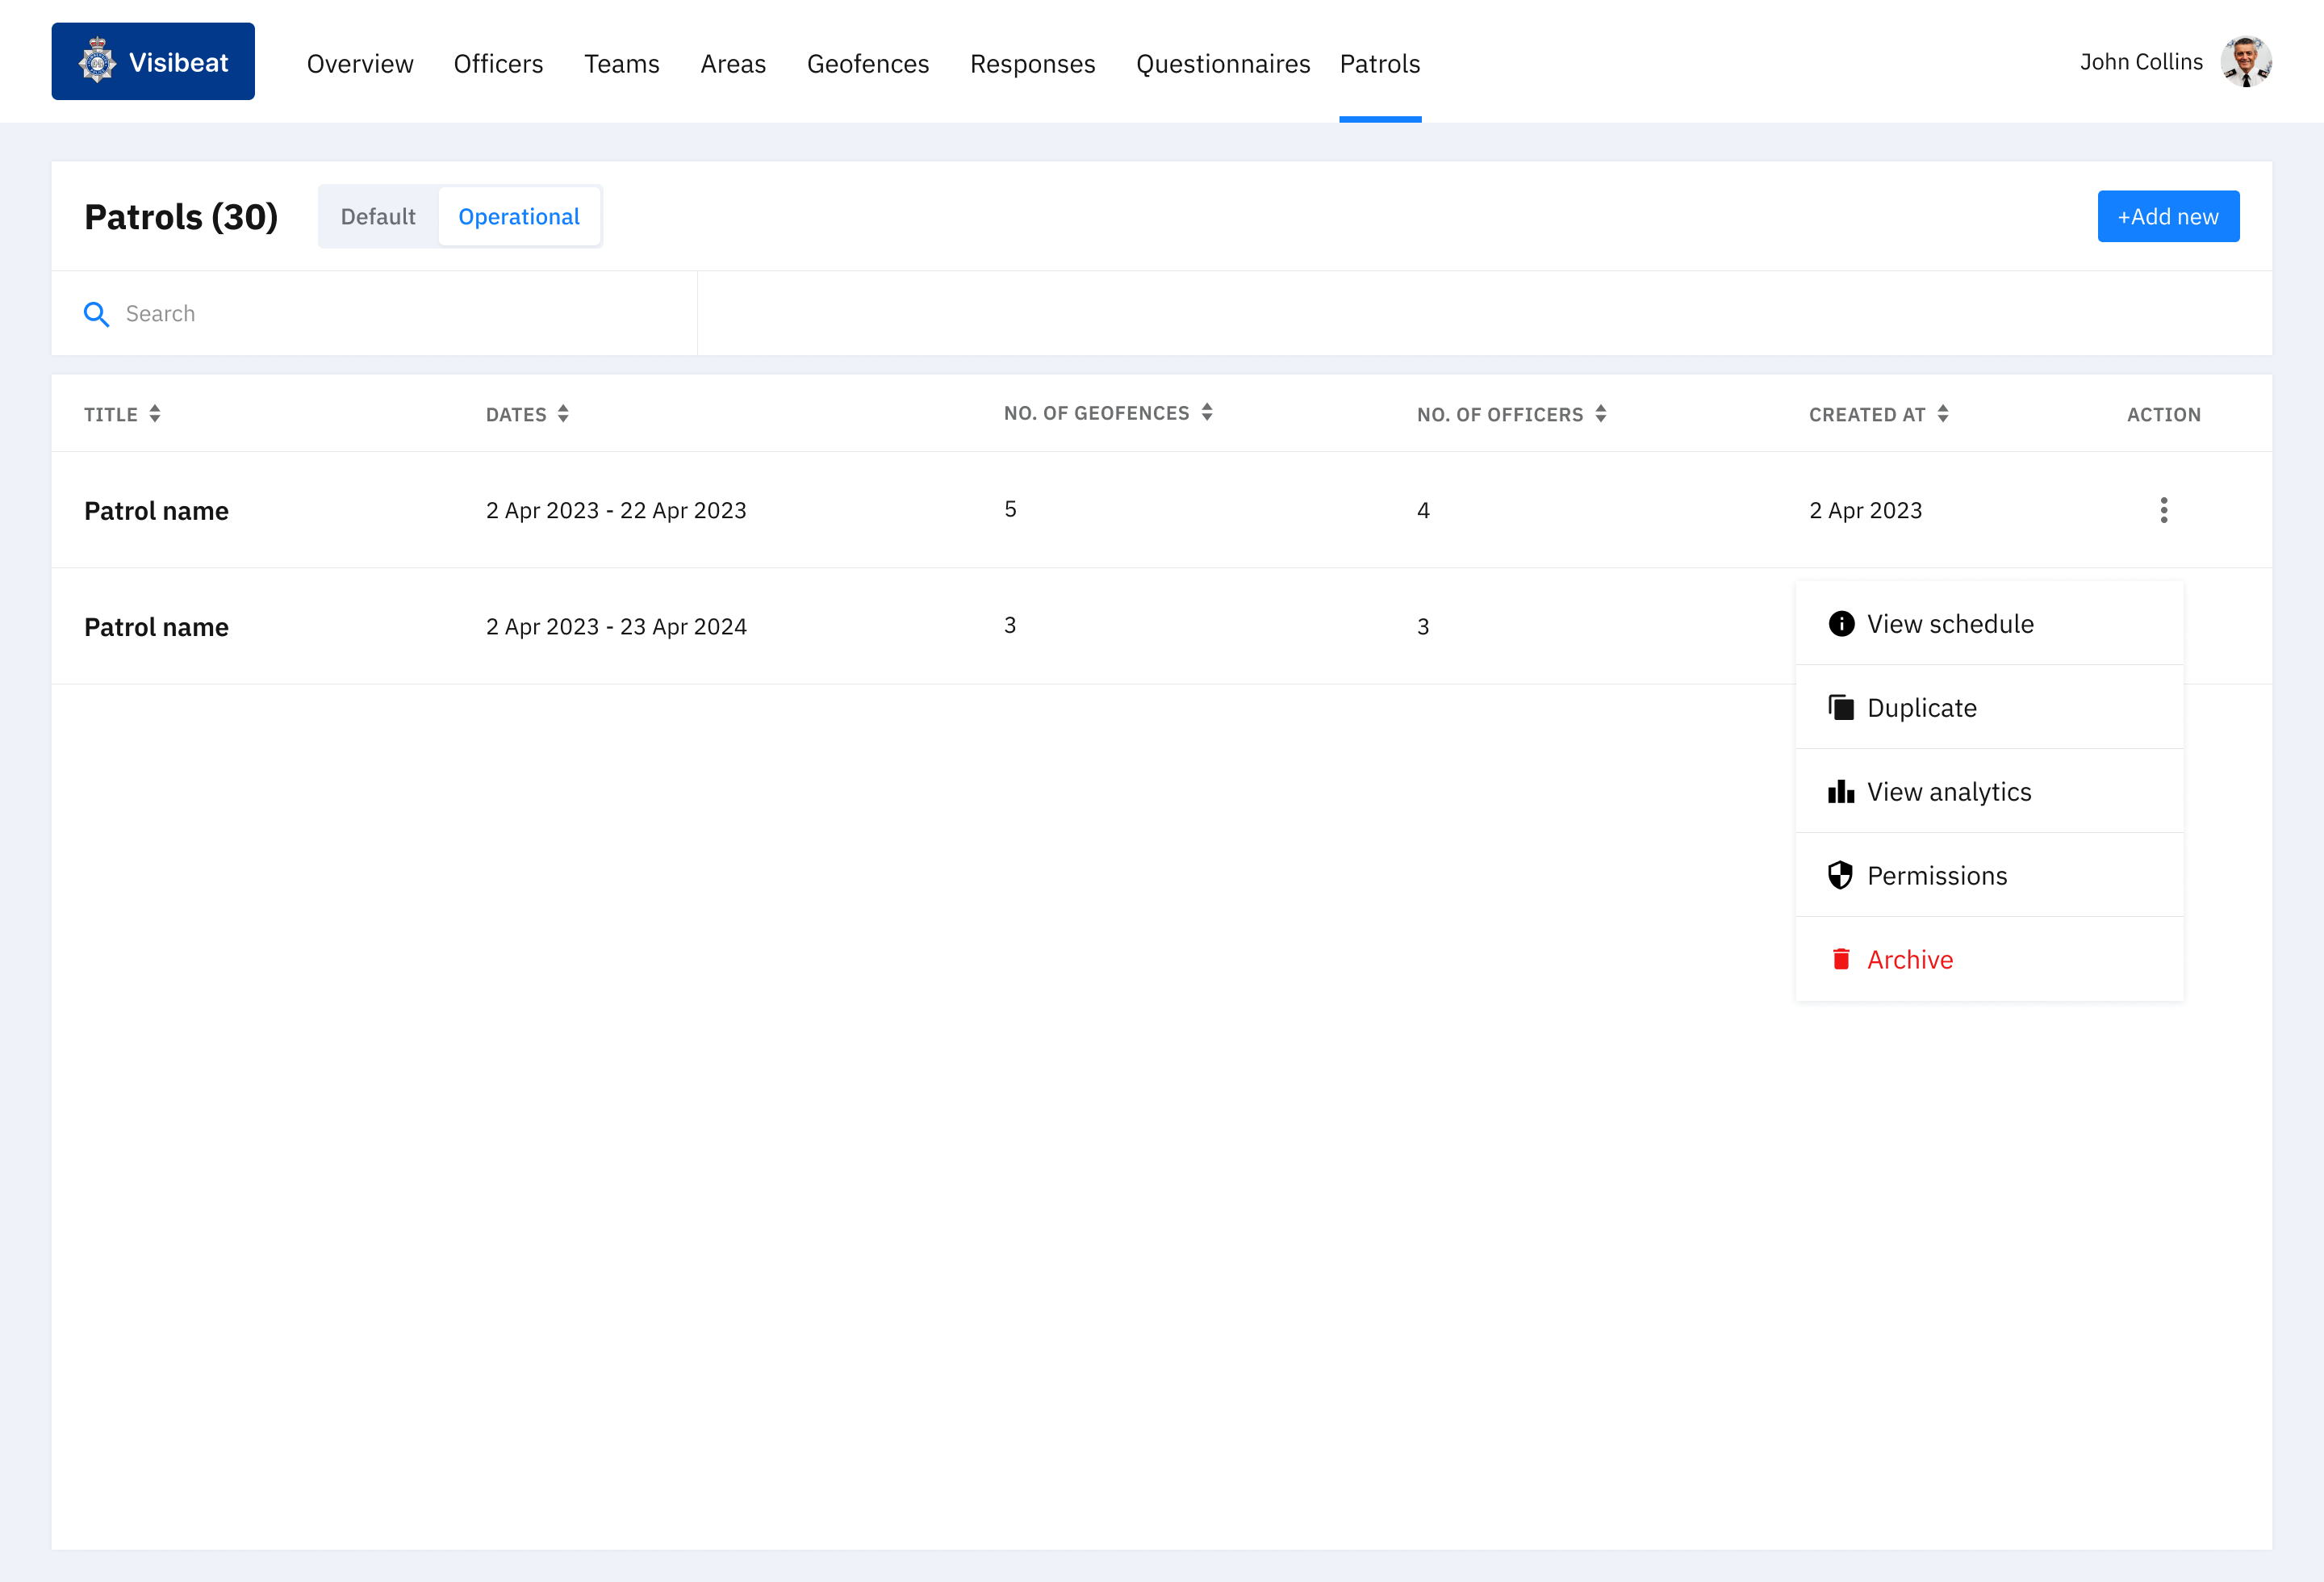 Visibeat Overview Officers Teams Areas Geofences Responses Questionnaires Patrols John Collins
Patrols (30) Default Operational +Add new
Search
TITLE DATES NO. OF GEOFENCES NO. OF OFFICERS CREATED AT ACTION
Patrol name 2 Apr 2023 - 22 Apr 2023 5 4 2 Apr 2023
Patrol name 2 Apr 2023 - 23 Apr 2024 3 3
View schedule
Duplicate
View analytics
Permissions
Archive